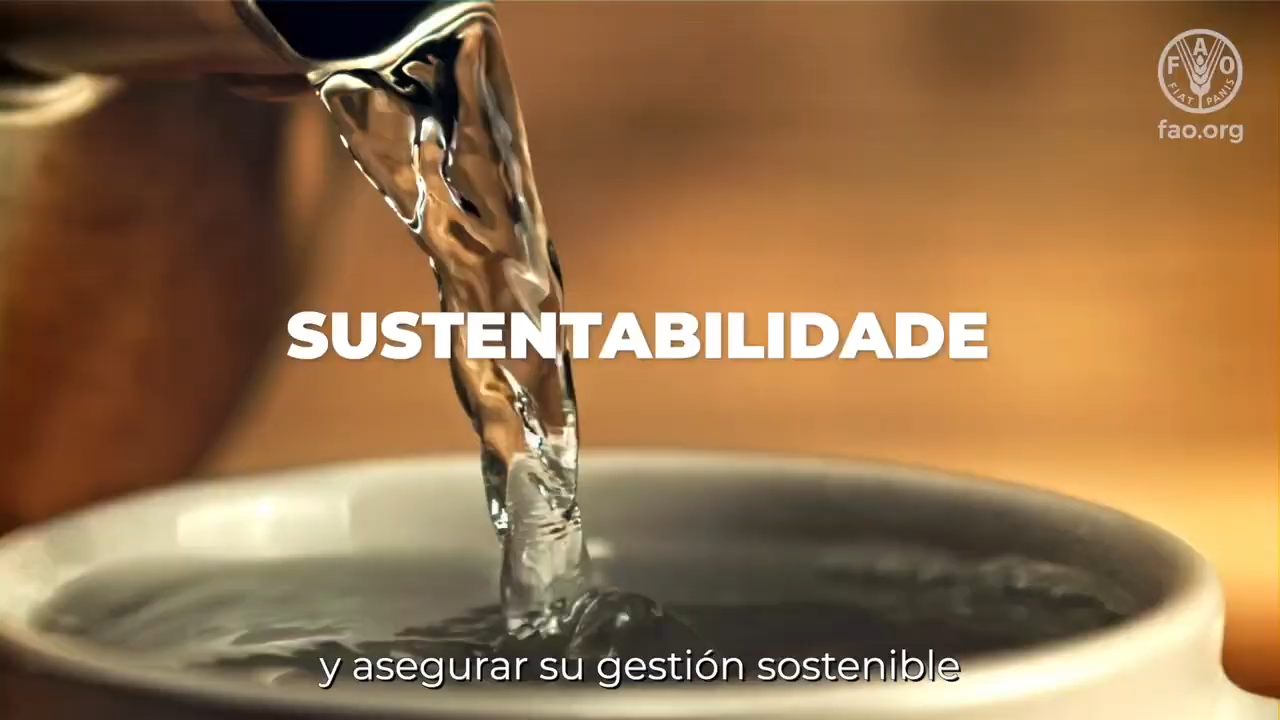 FAO
FIAT PANIS
fao.org
SUSTENTABILIDADE
y asegurar su gestión sostenible